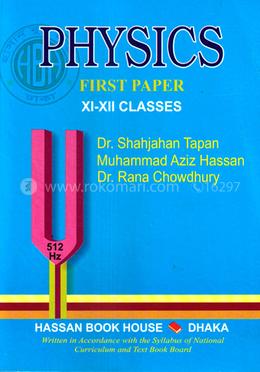 PHYSICS
FIRST PAPER
XI-XII CLASSES
Dr. Shahjahan Tapan
Muhammad Aziz Hassan
Dr. Rana Chowdhury
rokomari.com
16297
512
Hz
HASSAN BOOK HOUSE DHAKA
Written in Accordance with the Syllabus of National
Curriculum and Text Book Board